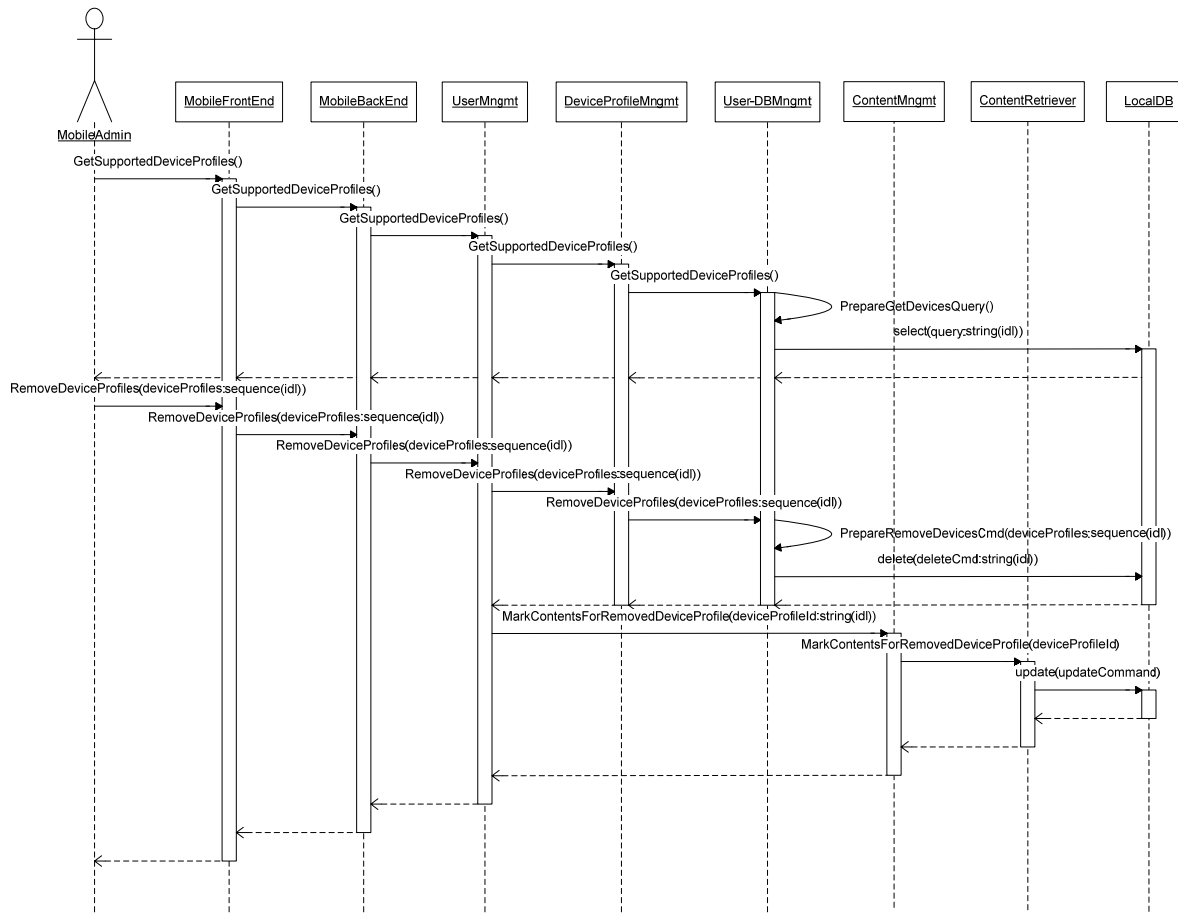 MobileFrontEnd
MobileBackEnd
UserMngmt
DeviceProfileMngmt
User-DBMngmt
ContentMngmt
ContentRetriever
LocalDB
MobileAdmin
GetSupportedDeviceProfiles()
GetSupportedDeviceProfiles()
GetSupportedDeviceProfiles()
GetSupportedDeviceProfiles()
GetSupportedDeviceProfiles()
PrepareGetDevicesQuery()
select(query:string(idl))
RemoveDeviceProfiles(deviceProfiles:sequence(idl))
RemoveDeviceProfiles(deviceProfiles:sequence(idl))
RemoveDeviceProfiles(deviceProfiles:sequence(idl))
RemoveDeviceProfiles(deviceProfiles:sequence(idl))
RemoveDeviceProfiles(deviceProfiles:sequence(idl))
PrepareRemoveDevicesCmd(deviceProfiles:sequence(idl))
delete(deleteCmd:string(idl))
MarkContentsForRemovedDeviceProfile(deviceProfileId:string(idl))
MarkContentsForRemovedDeviceProfile(deviceProfileId)
update(updateCommand)